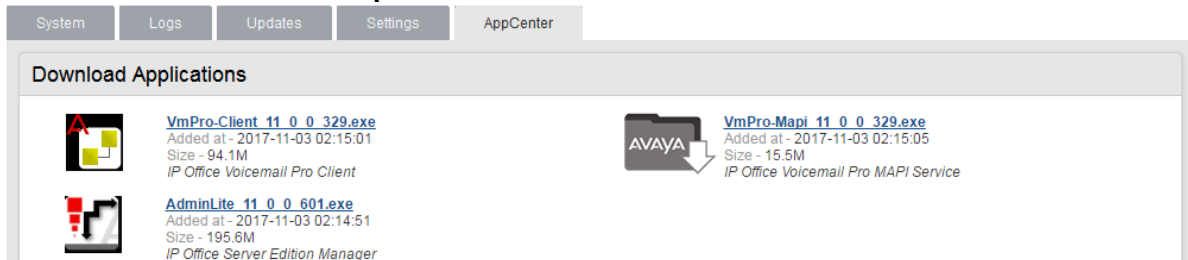 System Logs Updates Settings AppCenter
Download Applications
VmPro-Client_11_0_0_329.exe
Added at - 2017-11-03 02:15:01
Size - 94.1M
IP Office Voicemail Pro Client
AVAYA
VmPro-Mapi_11_0_0_329.exe
Added at - 2017-11-03 02:15:05
Size - 15.5M
IP Office Voicemail Pro MAPI Service
AdminLite_11_0_0_601.exe
Added at - 2017-11-03 02:14:51
Size - 195.6M
IP Office Server Edition Manager